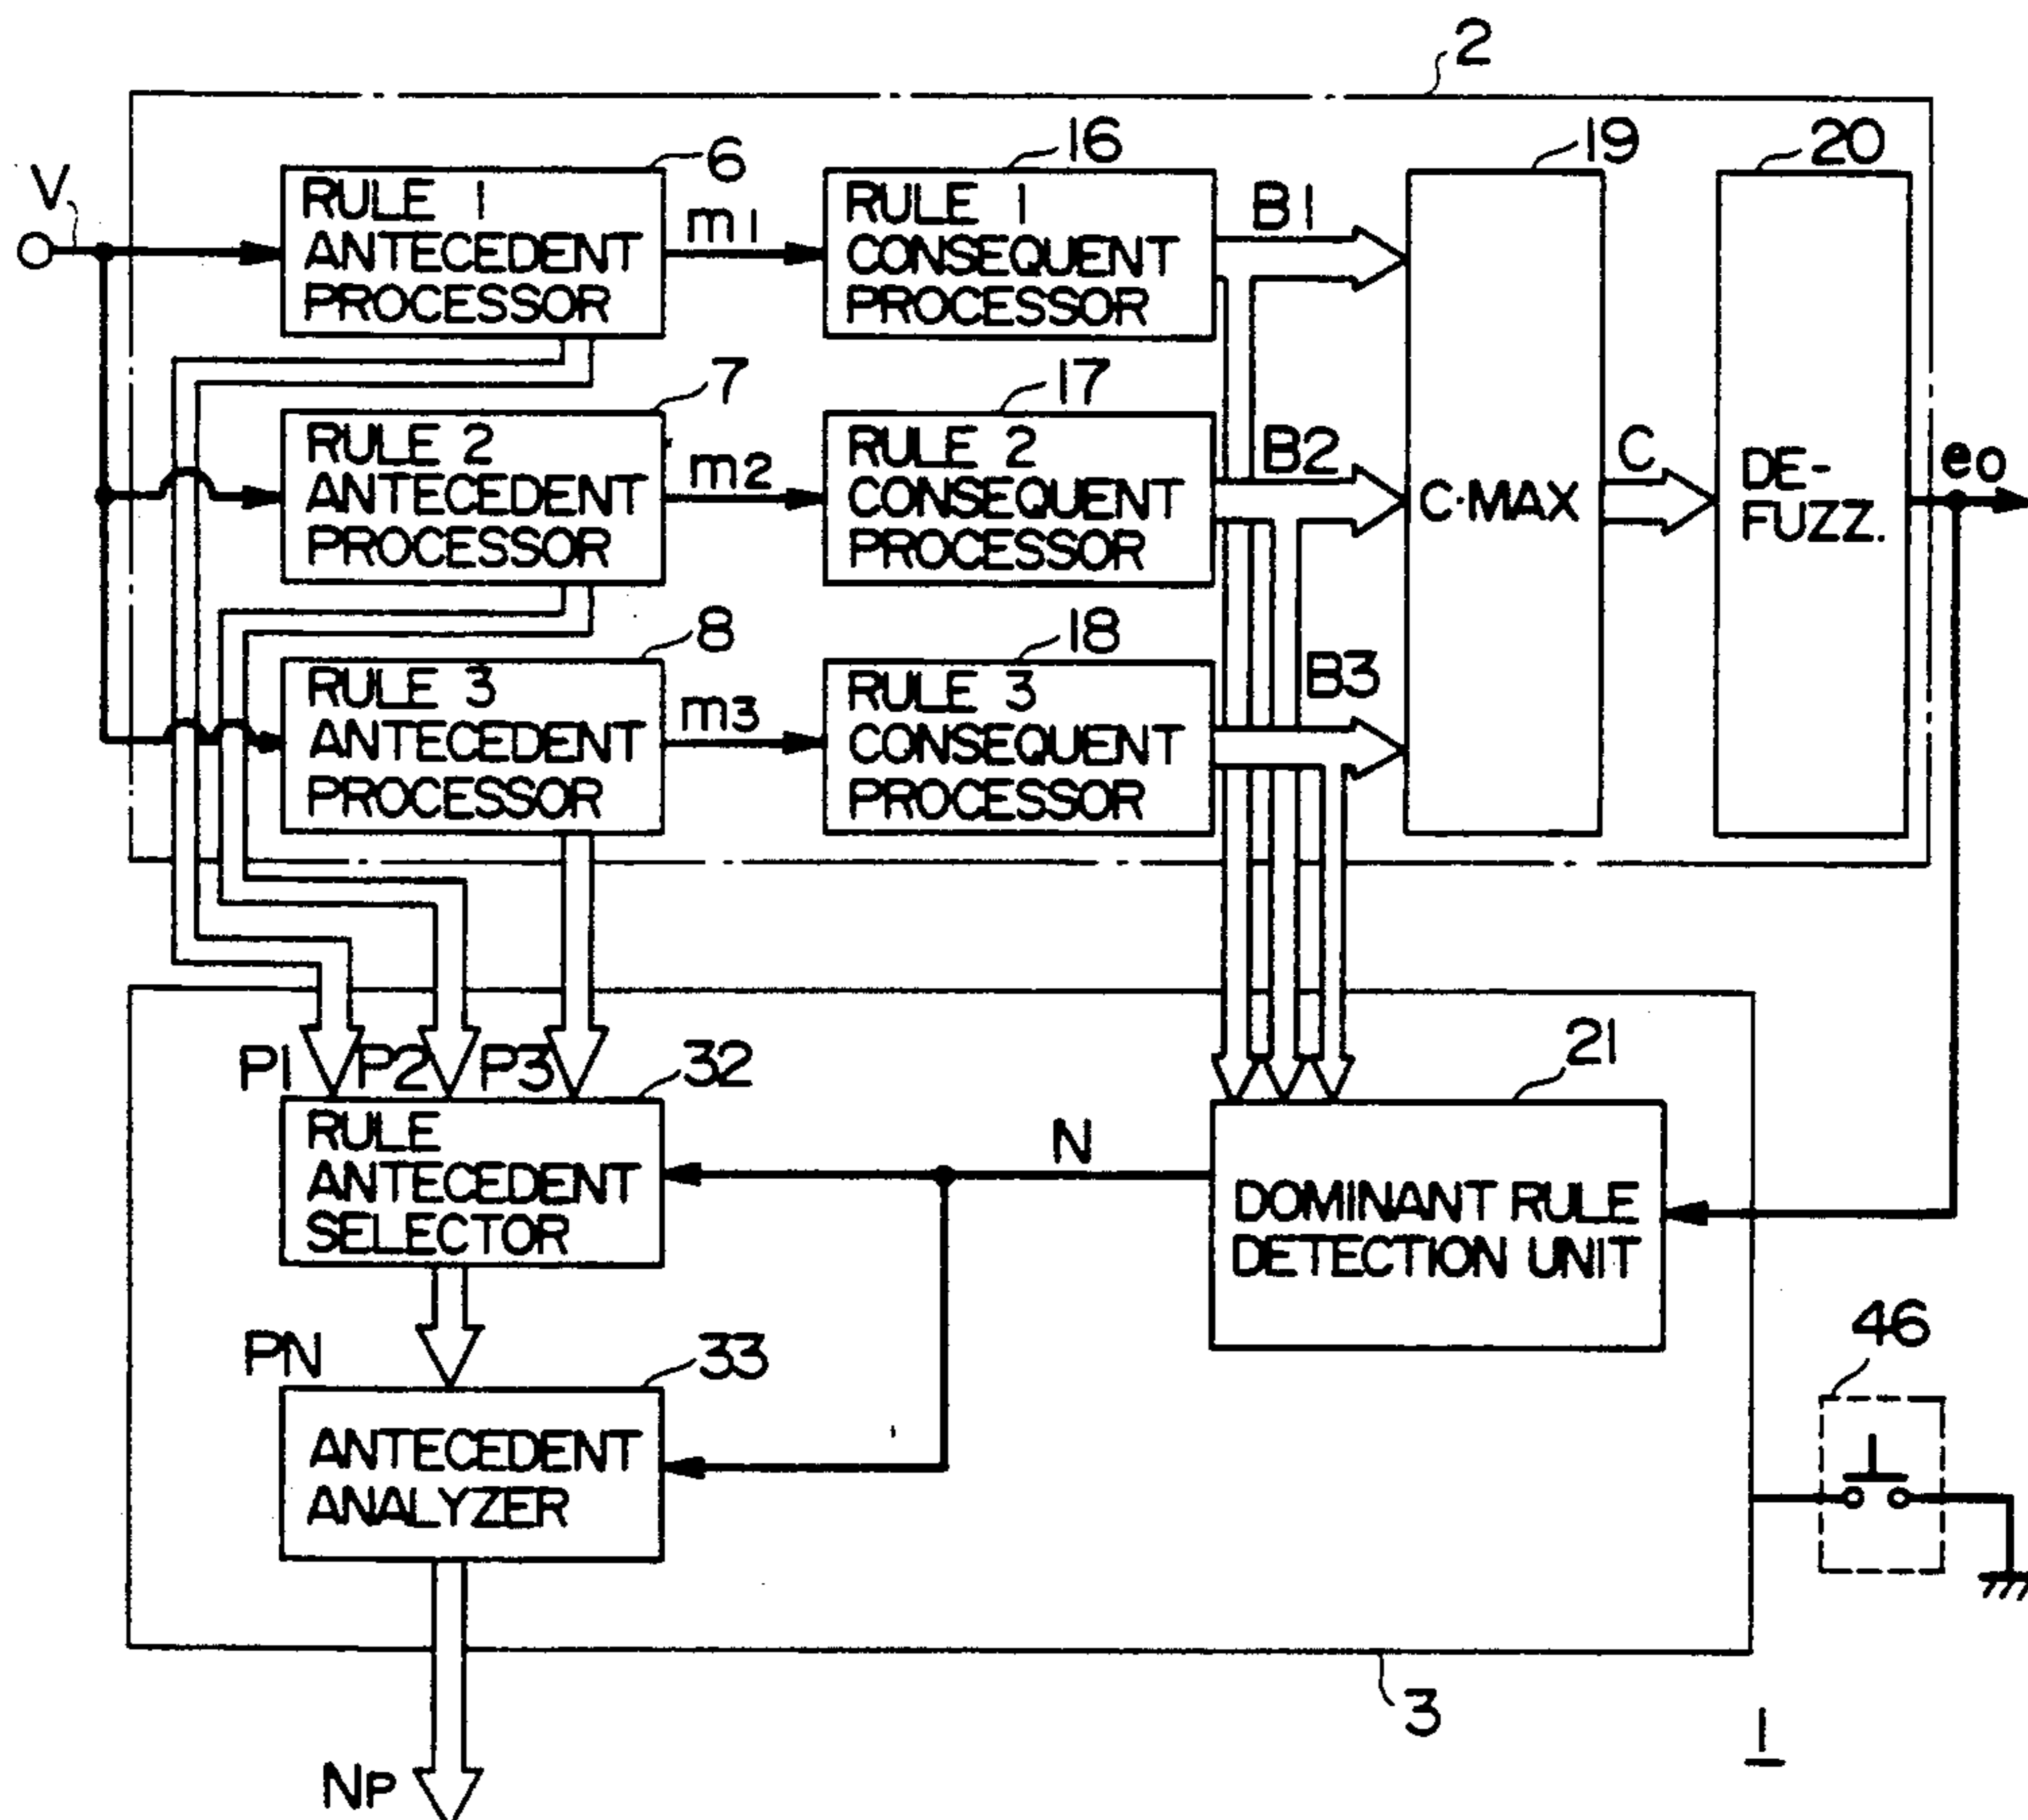 2
6
16
19
20
V
RULE 1
ANTECEDENT
PROCESSOR
m1
RULE 1
CONSEQUENT
PROCESSOR
B1
7
17
RULE 2
ANTECEDENT
PROCESSOR
m2
RULE 2
CONSEQUENT
PROCESSOR
B2
C·MAX
C
DE-
FUZZ.
eo
8
18
RULE 3
ANTECEDENT
PROCESSOR
m3
RULE 3
CONSEQUENT
PROCESSOR
B3
P1
P2
P3
32
21
RULE
ANTECEDENT
SELECTOR
N
DOMINANT RULE
DETECTION UNIT
PN
33
46
ANTECEDENT
ANALYZER
3
1
NP